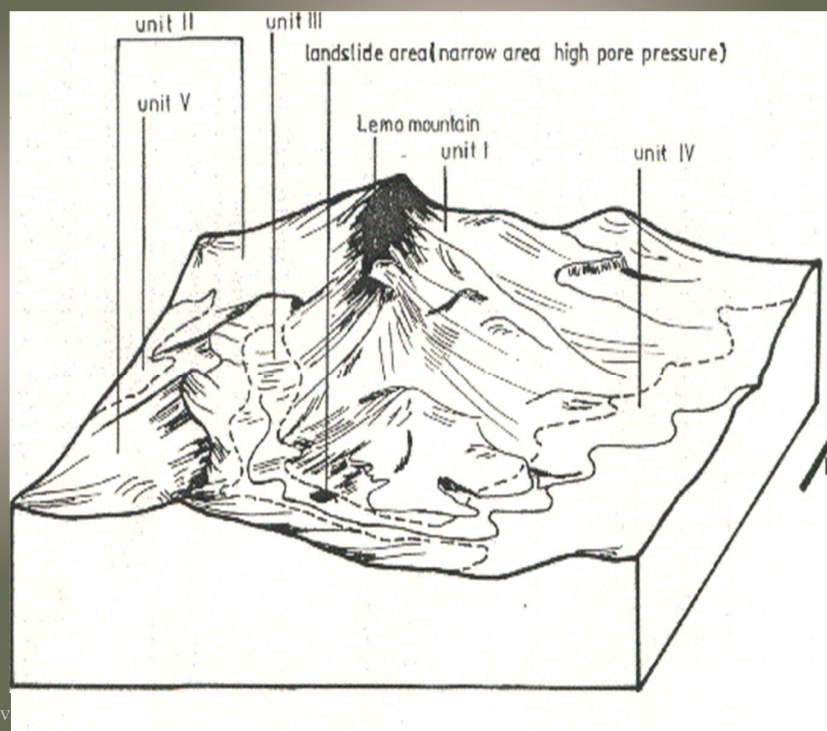 unit II
unit III
landslide area(narrow area high pore pressure)
unit V
Lemo mountain
unit I
unit IV
V